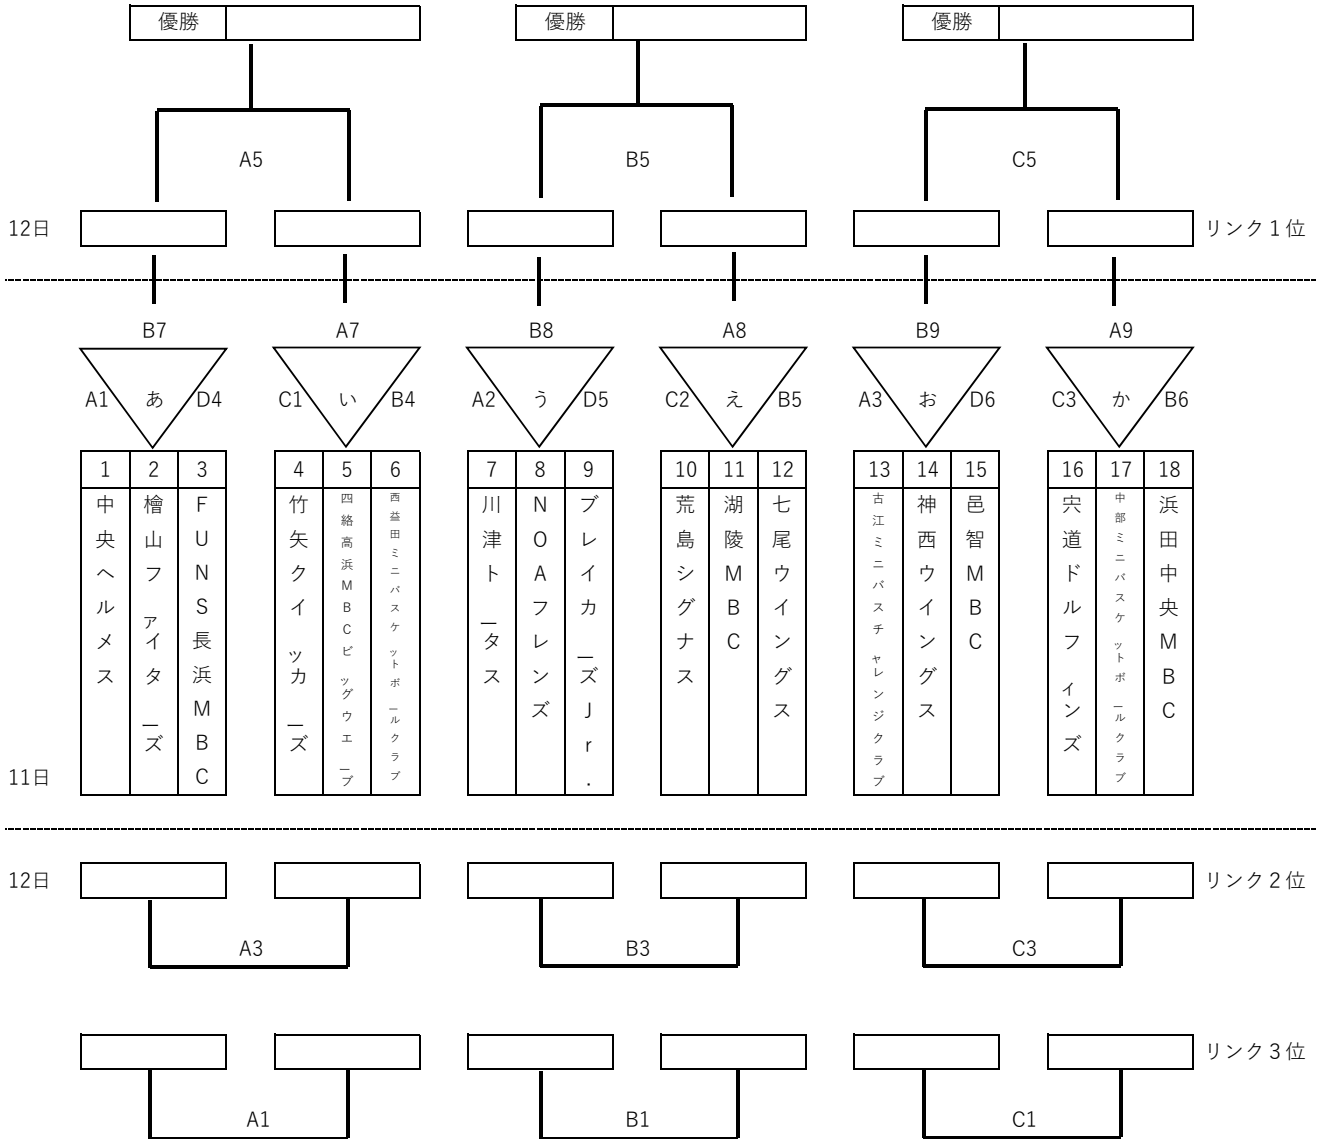 優勝 優勝 優勝
A5 B5 C5
12日 リンク1位
B7 A7 B8 A8 B9 A9
A1 あ D4 C1 い B4 A2 う D5 C2 え B5 A3 お D6 C3 か B6
1 2 3 4 5 6 7 8 9 10 11 12 13 14 15 16 17 18
中央ヘルメス
檜山ファイターズ
FUNS長浜MBC
竹矢クイッカーズ
四絡高浜MBCビッグウエーブ
西益田ミニバスケットボールクラブ
川津トータス
NOAフレンズ
ブレイカーズJr.
荒島シグナス
湖陵MBC
七尾ウイングス
古江ミニバスチャレンジクラブ
神西ウイングス
邑智MBC
宍道ドルフィンズ
中部ミニバスケットボールクラブ
浜田中央MBC
11日
12日 リンク2位
A3 B3 C3
リンク3位
A1 B1 C1